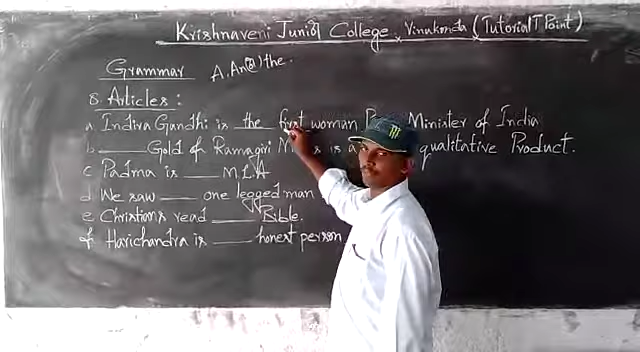 Krishnaveni Junior College, Vinukonda (Tutorial T Point)
Grammar A. An (or) the.
8. Articles :
a Indira Gandhi is the first woman Minister of India
b ____ Gold of Ramagiri is a qualitative Product.
c Padma is ____ M.L.A
d We saw ____ one legged man
e Christians read ____ Bible.
f Harichandra is ____ honest person